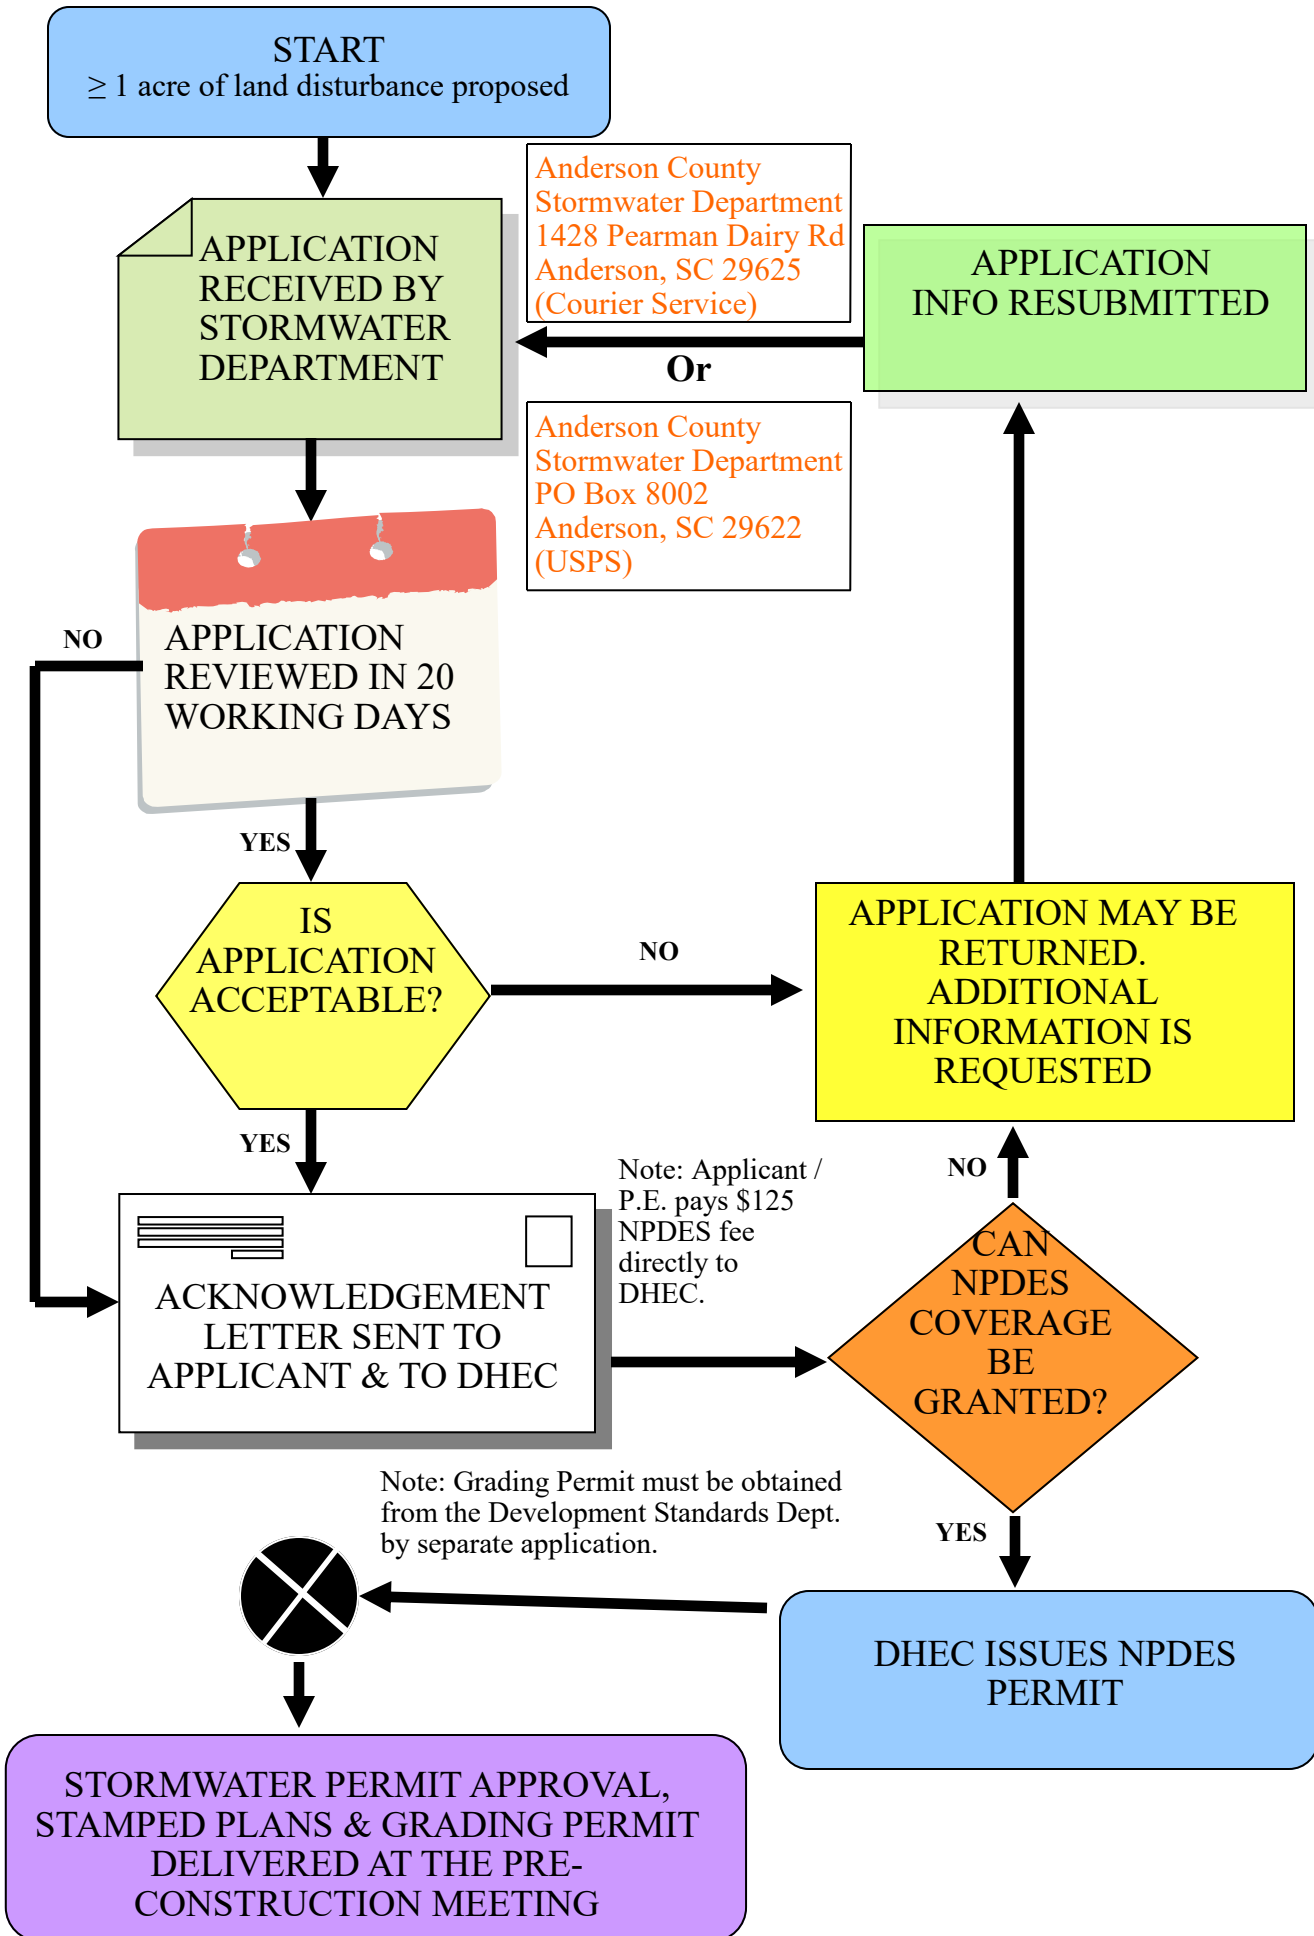 START
≥ 1 acre of land disturbance proposed
APPLICATION
RECEIVED BY
STORMWATER
DEPARTMENT
Anderson County
Stormwater Department
1428 Pearman Dairy Rd
Anderson, SC 29625
(Courier Service)
Or
Anderson County
Stormwater Department
PO Box 8002
Anderson, SC 29622
(USPS)
APPLICATION
INFO RESUBMITTED
NO
APPLICATION
REVIEWED IN 20
WORKING DAYS
YES
IS
APPLICATION
ACCEPTABLE?
NO
APPLICATION MAY BE
RETURNED.
ADDITIONAL
INFORMATION IS
REQUESTED
YES
ACKNOWLEDGEMENT
LETTER SENT TO
APPLICANT & TO DHEC
Note: Applicant /
P.E. pays $125
NPDES fee
directly to
DHEC.
NO
CAN
NPDES
COVERAGE
BE
GRANTED?
YES
Note: Grading Permit must be obtained
from the Development Standards Dept.
by separate application.
DHEC ISSUES NPDES
PERMIT
STORMWATER PERMIT APPROVAL,
STAMPED PLANS & GRADING PERMIT
DELIVERED AT THE PRE-
CONSTRUCTION MEETING